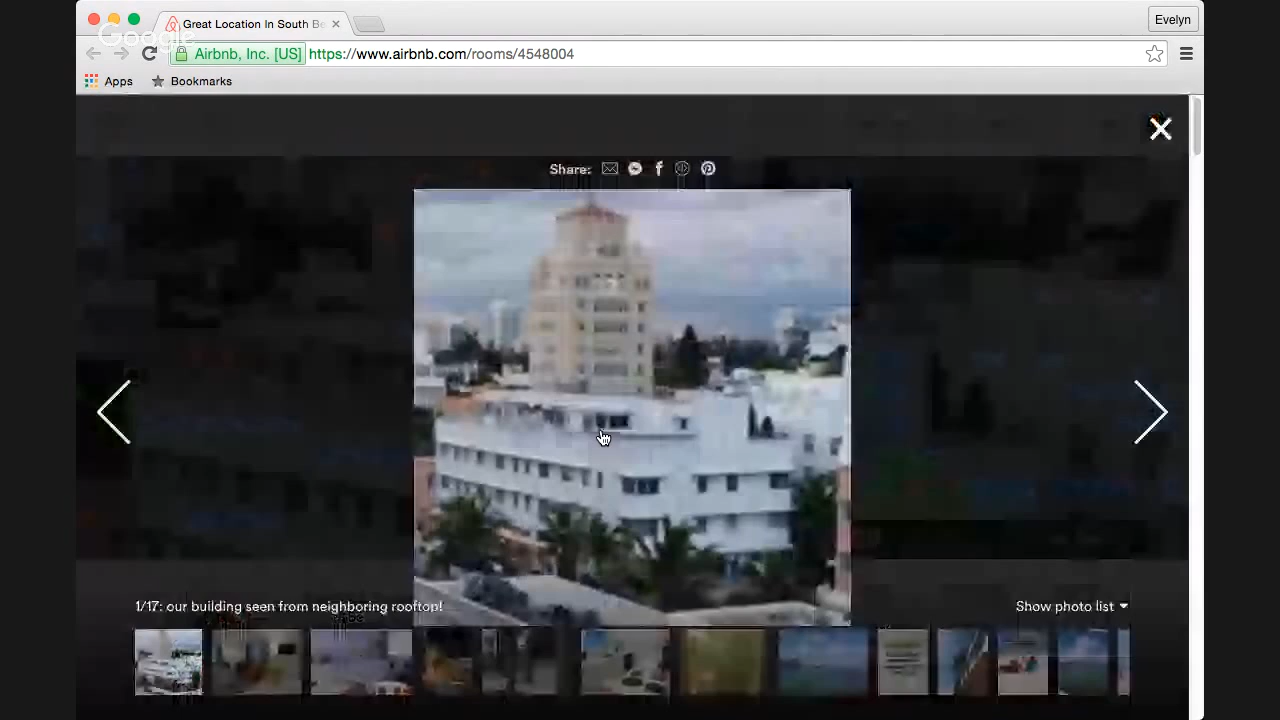 Great Location In South Be
Evelyn
Google
Airbnb, Inc. [US] https://www.airbnb.com/rooms/4548004
Apps Bookmarks
Share:
1/17: our building seen from neighboring rooftop!
Show photo list